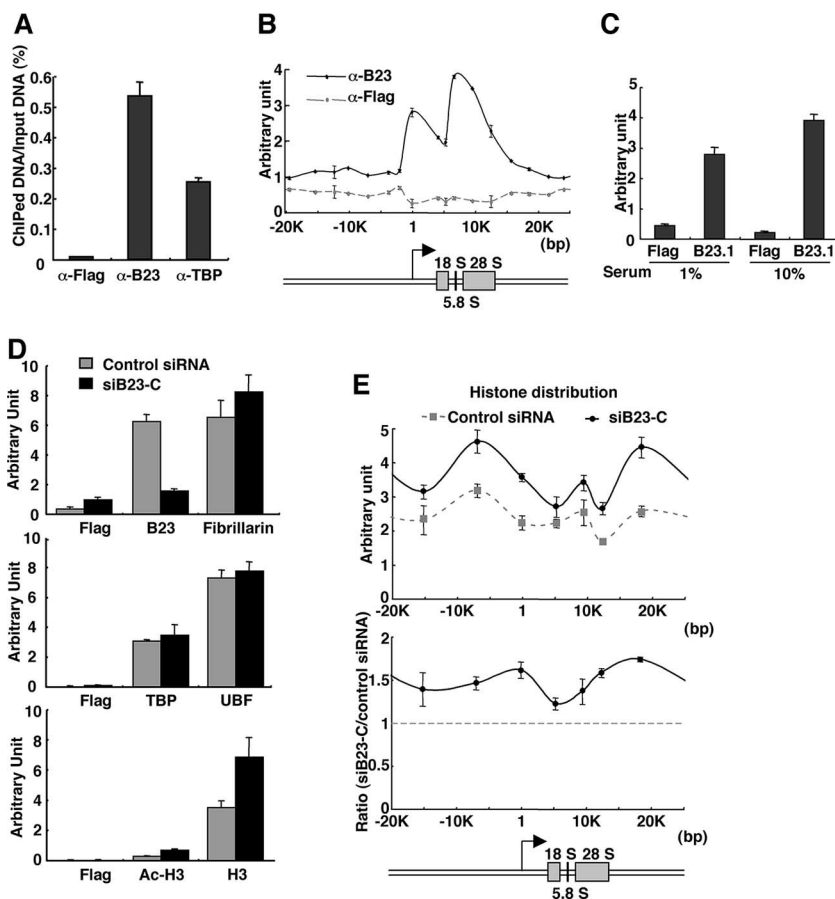 A
ChIPed DNA/Input DNA (%)
0.6
0.5
0.4
0.3
0.2
0.10
0
α-Flag α-B23 α-TBP
B
α-B23
α-Flag
Arbitrary unit
4
3
2
1
0
-20K -10K 1 10K 20K
(bp)
18 S 28 S
5.8 S
C
Arbitrary unit
5
4
3
2
1
0
Flag B23.1 Flag B23.1
Serum 1% 10%
D
Control siRNA
siB23-C
Arbitrary Unit
10
8
6
4
2
0
Flag B23 Fibrillarin
Arbitrary Unit
10
8
6
4
2
0
Flag TBP UBF
Arbitrary Unit
10
8
6
4
2
0
Flag Ac-H3 H3
E
Histone distribution
Control siRNA siB23-C
Arbitrary unit
5
4
3
2
1
0
-20K -10K 1 10K 20K
(bp)
Ratio (siB23-C/control siRNA)
2
1.5
1
0.5
0
-20K -10K 1 10K 20K
(bp)
18 S 28 S
5.8 S